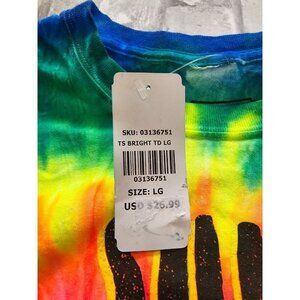 SKU: 03136751
TS BRIGHT TD LG
03136751
SIZE: LG
USD $26.99